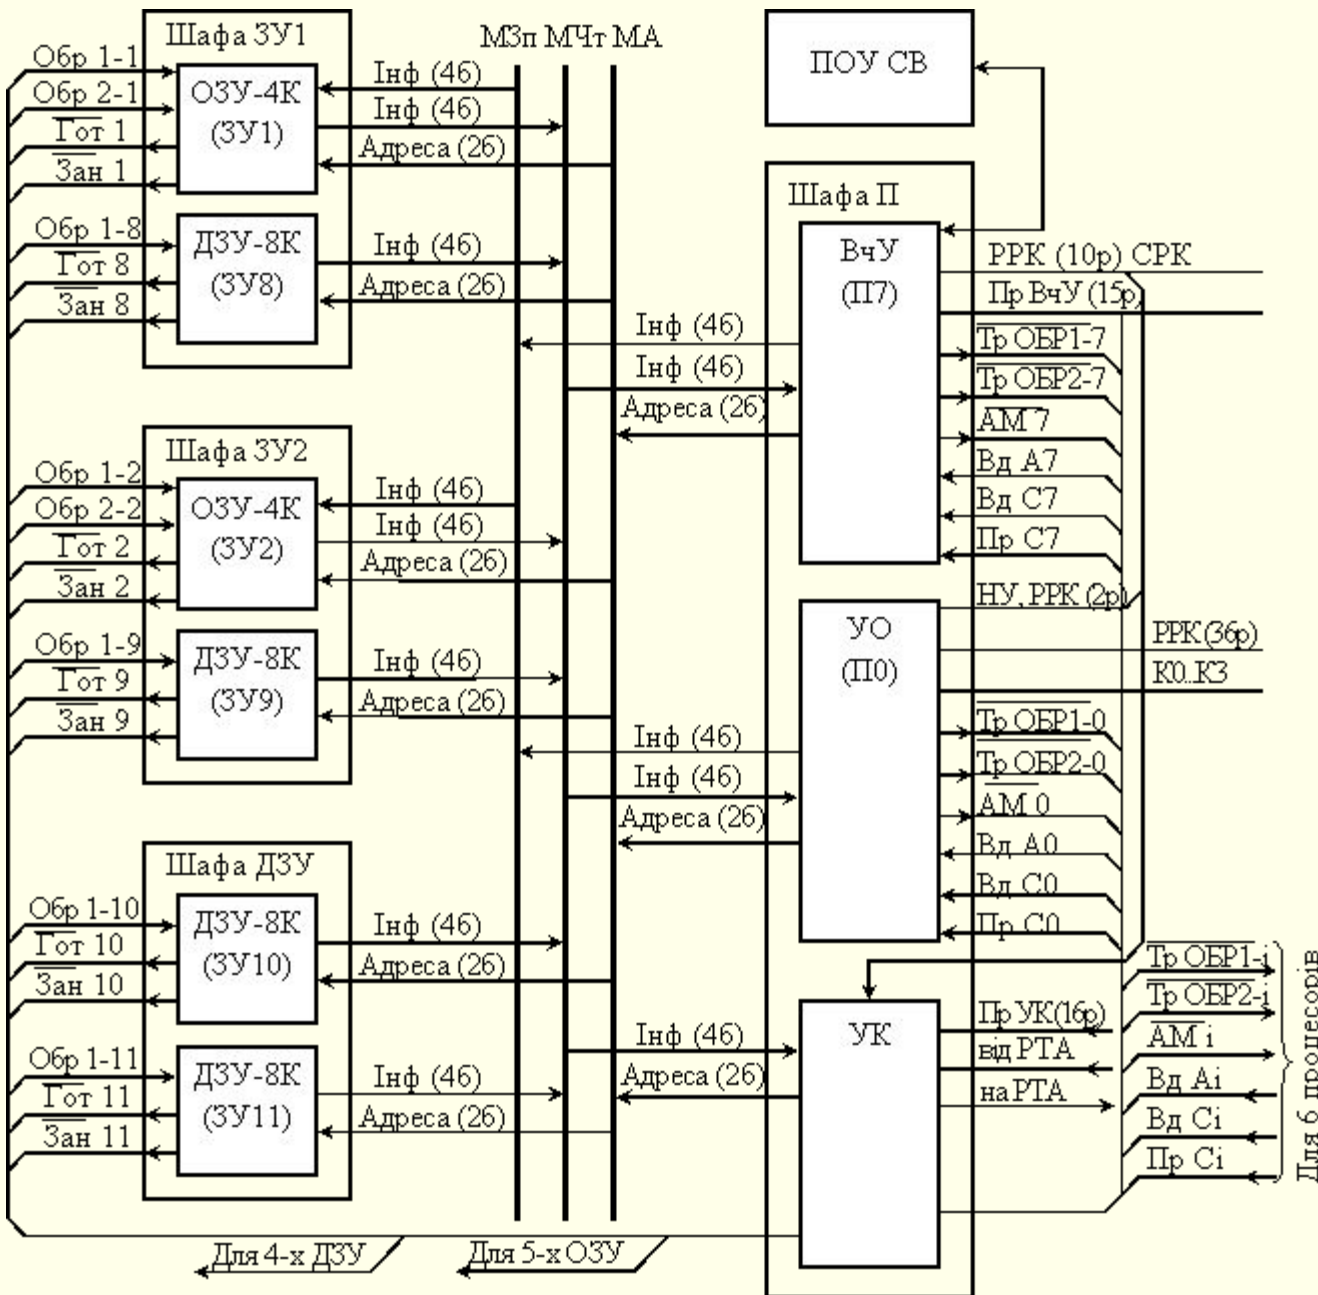 Шафа ЗУ1
Обр 1-1
Обр 2-1
Гот 1
Зан 1
ОЗУ-4К
(ЗУ1)
Інф (46)
Інф (46)
Адреса (26)
Обр 1-8
Гот 8
Зан 8
ДЗУ-8К
(ЗУ8)
Інф (46)
Адреса (26)
МЗп МЧт МА
Шафа ЗУ2
Обр 1-2
Обр 2-2
Гот 2
Зан 2
ОЗУ-4К
(ЗУ2)
Інф (46)
Інф (46)
Адреса (26)
Обр 1-9
Гот 9
Зан 9
ДЗУ-8К
(ЗУ9)
Інф (46)
Адреса (26)
Шафа ДЗУ
Обр 1-10
Гот 10
Зан 10
ДЗУ-8К
(ЗУ10)
Інф (46)
Адреса (26)
Обр 1-11
Гот 11
Зан 11
ДЗУ-8К
(ЗУ11)
Інф (46)
Адреса (26)
Для 4-х ДЗУ
Для 5-х ОЗУ
ПОУ СВ
Шафа П
ВчУ
(П7)
Інф (46)
Інф (46)
Адреса (26)
РРК (10р) СРК
Пр ВчУ (15р)
Тр ОБР1-7
Тр ОБР2-7
АМ 7
Вд А7
Вд С7
Пр С7
УО
(П0)
Інф (46)
Інф (46)
Адреса (26)
НУ, РРК (2р)
РРК (36р)
К0..К3
Тр ОБР1-0
Тр ОБР2-0
АМ 0
Вд А0
Вд С0
Пр С0
УК
Інф (46)
Адреса (26)
Пр УК(16р)
від РТА
на РТА
Тр ОБР1-і
Тр ОБР2-і
АМ і
Вд Аі
Вд Сі
Пр Сі
Для 6 процесорів